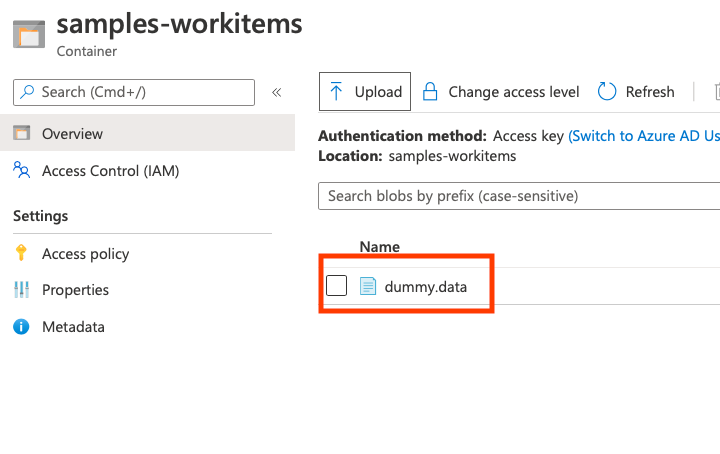 samples-workitems
Container
Search (Cmd+/)
«
Upload
Change access level
Refresh
Overview
Access Control (IAM)
Settings
Access policy
Properties
Metadata
Authentication method: Access key (Switch to Azure AD Us
Location: samples-workitems
Search blobs by prefix (case-sensitive)
Name
dummy.data